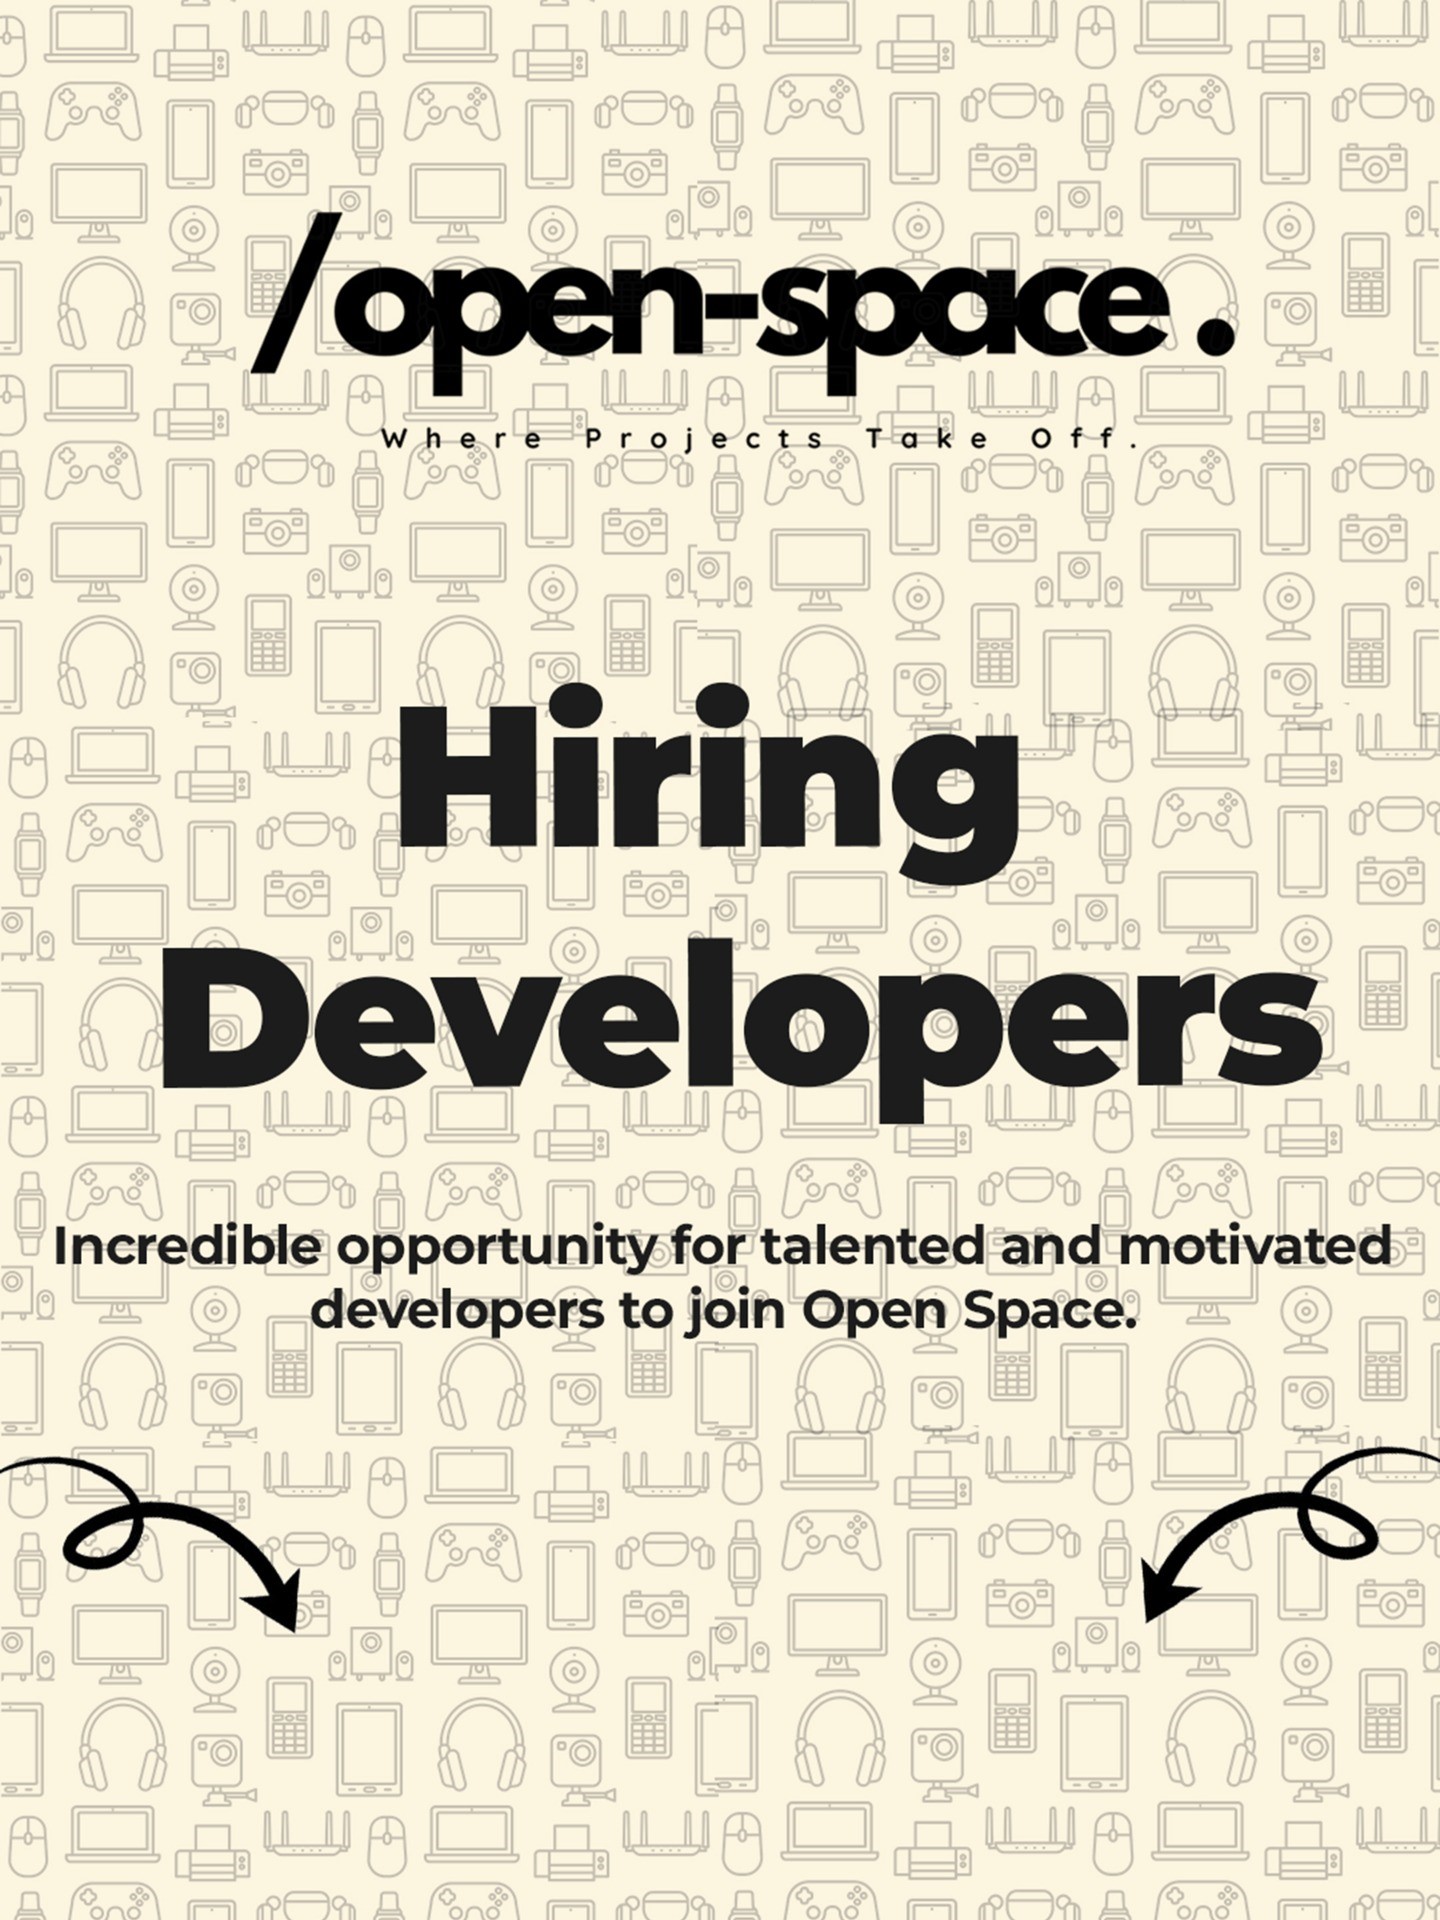 /open-space.
Where Projects Take Off.
Hiring
Developers
Incredible opportunity for talented and motivated
developers to join Open Space.